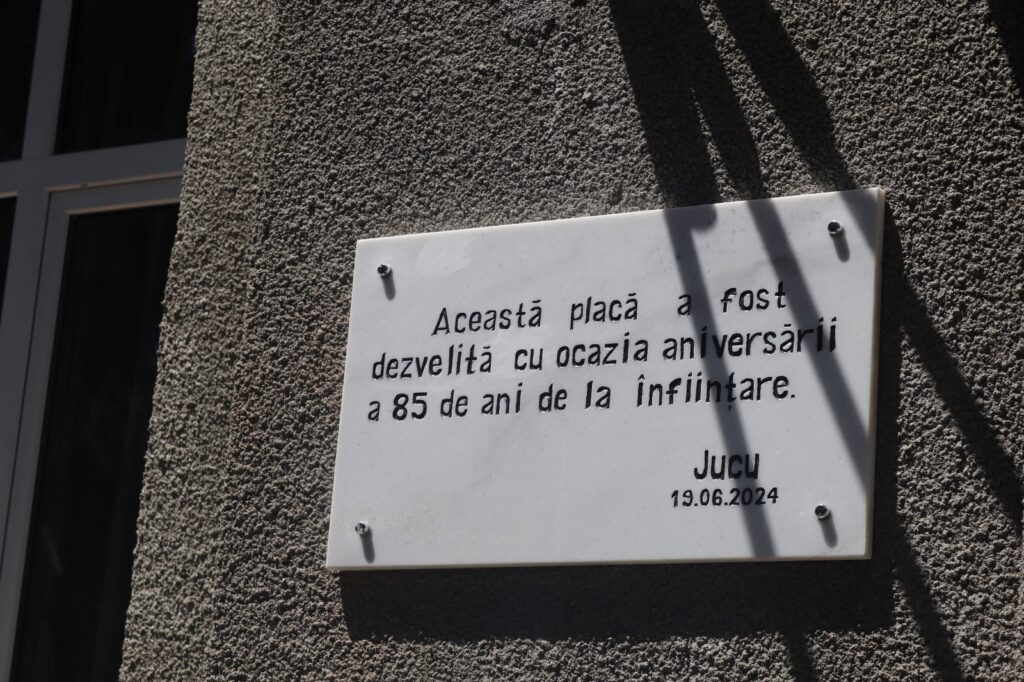 Această placă a fost
dezvelită cu ocazia aniversării
a 85 de ani de la înființare.
Jucu
19.06.2024